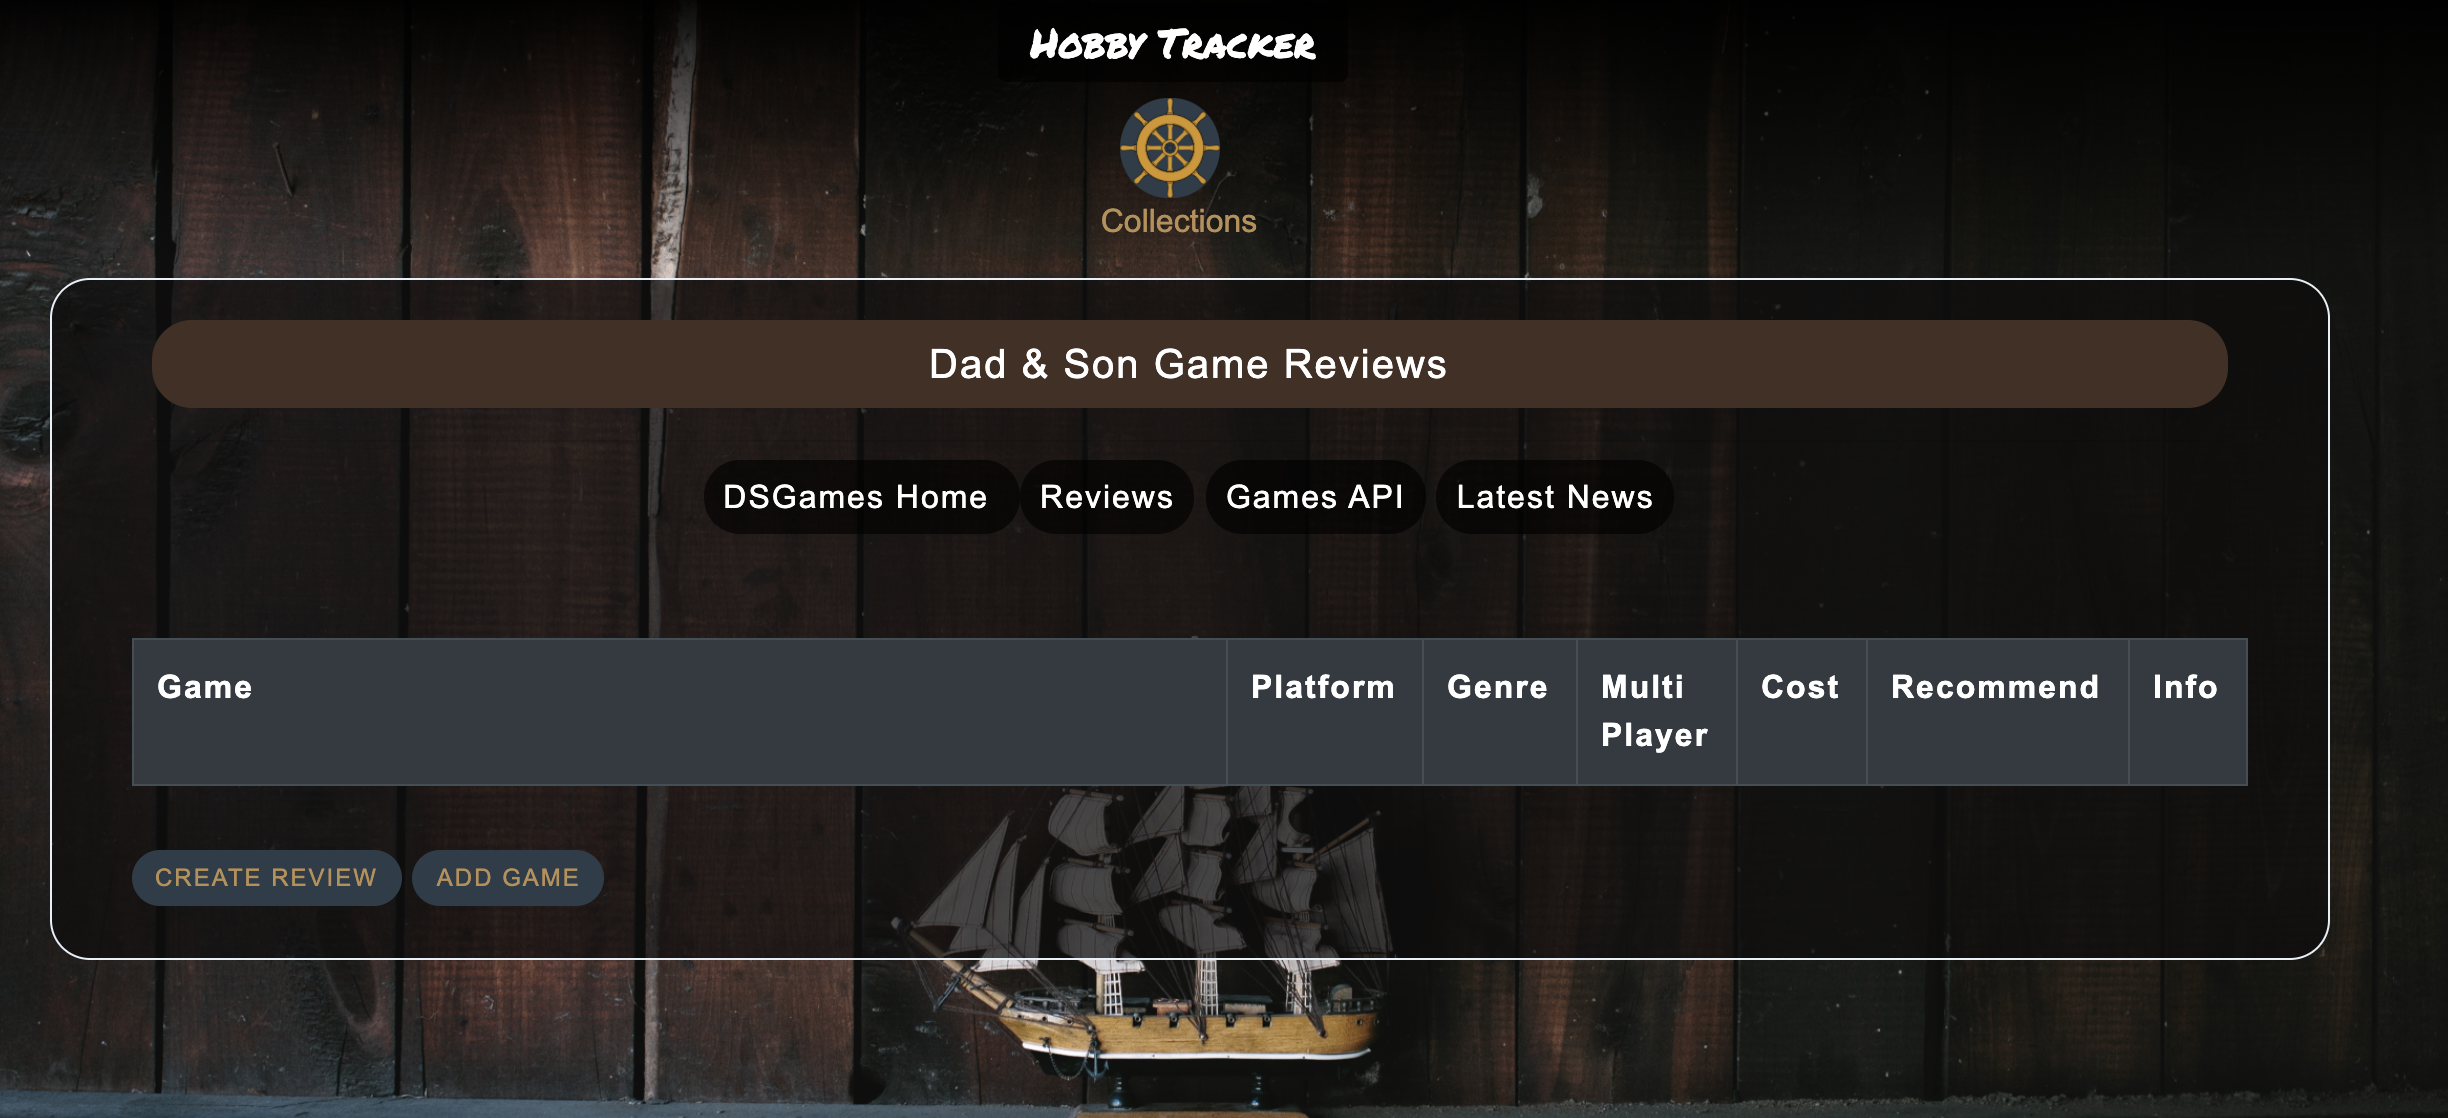 Hobby Tracker
Collections
Dad & Son Game Reviews
DSGames Home Reviews Games API Latest News
Game Platform Genre Multi Player Cost Recommend Info
CREATE REVIEW ADD GAME